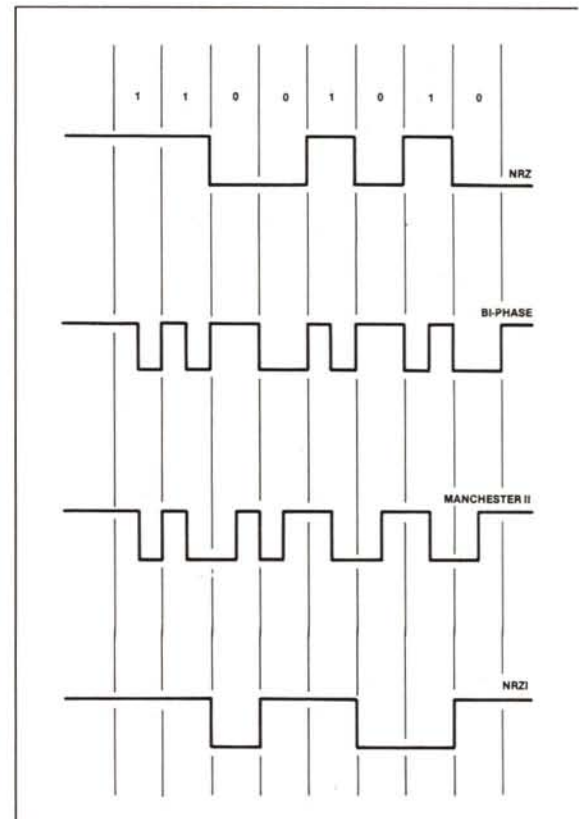 1 1 0 0 1 0 1 0
NRZ
BI-PHASE
MANCHESTER II
NRZI